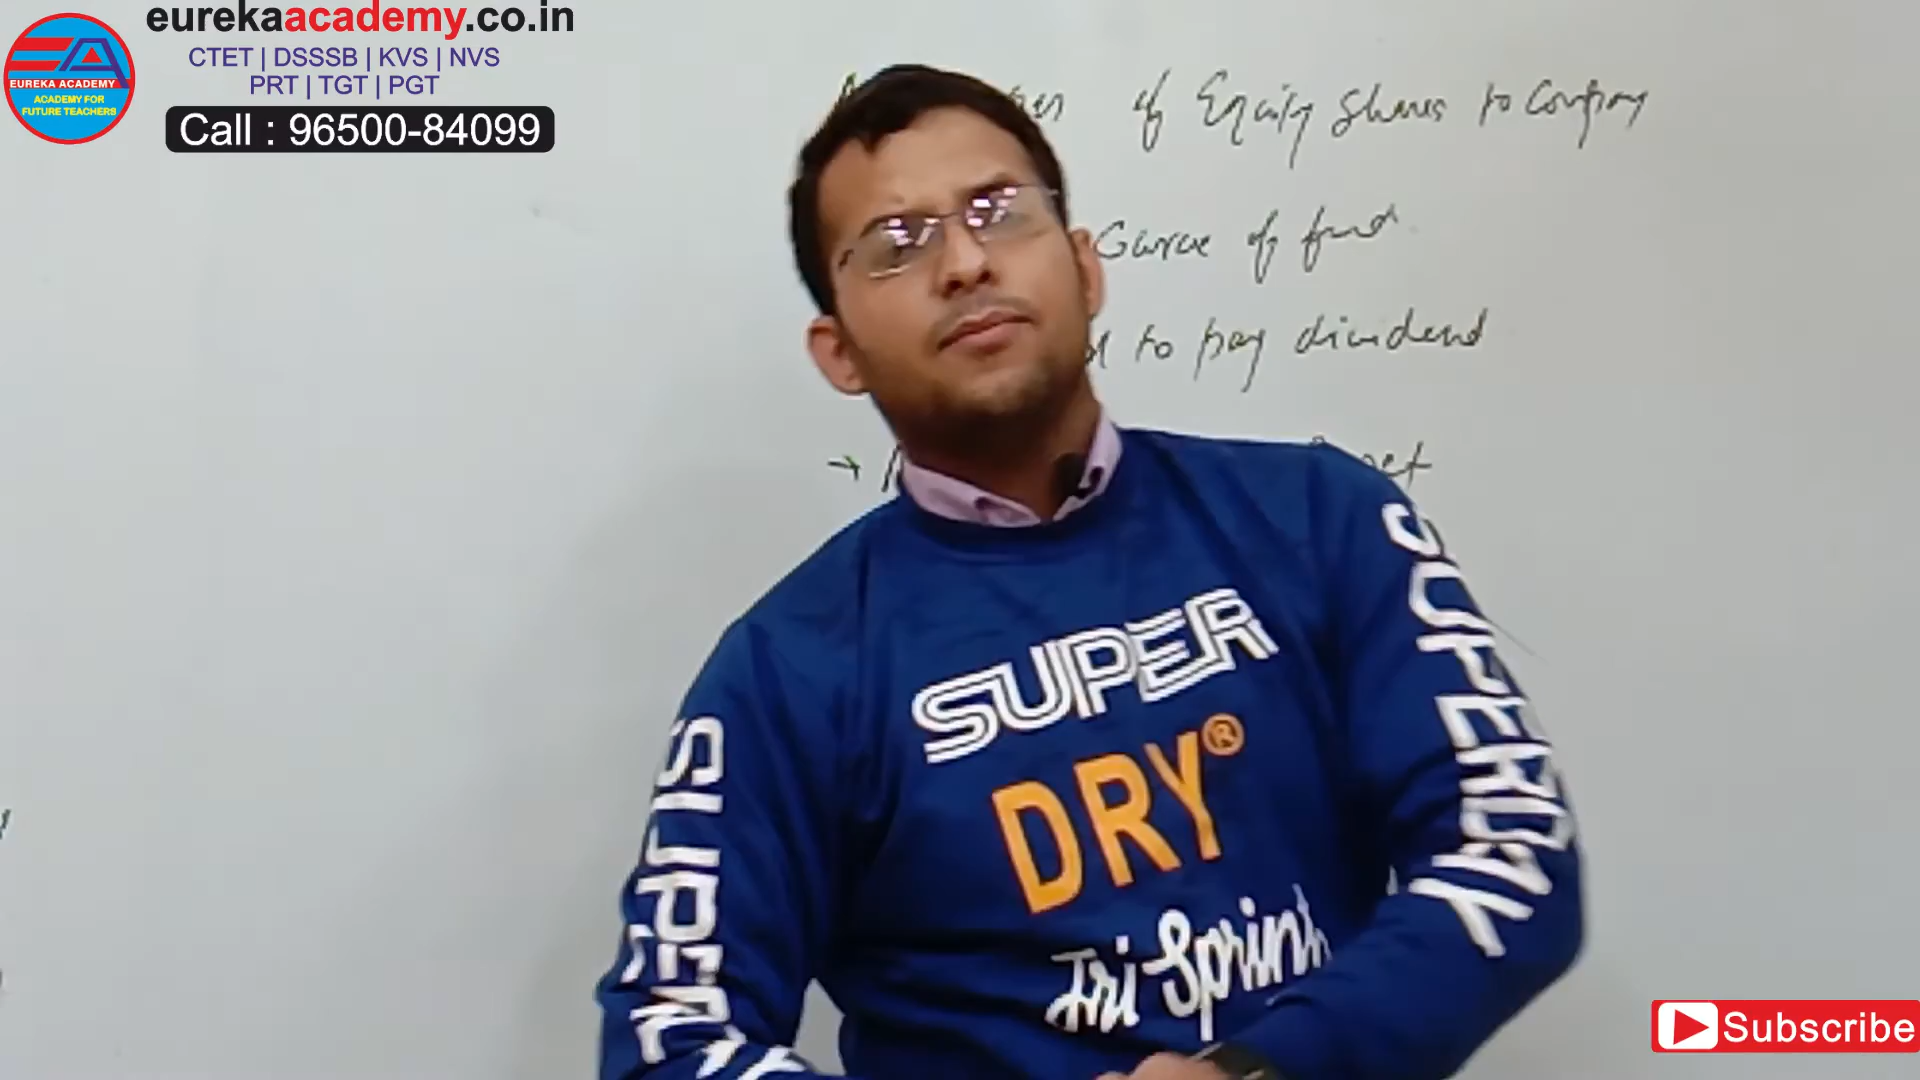 eurekaacademy.co.in
CTET | DSSSB | KVS | NVS
PRT | TGT | PGT
Call : 96500-84099
EUREKA ACADEMY
ACADEMY FOR
FUTURE TEACHERS
of Equity Shares to Company
Source of fund
to pay dividend
SUPER
DRY®
Tri Sprint
SUPERDRY
SUPER
Subscribe